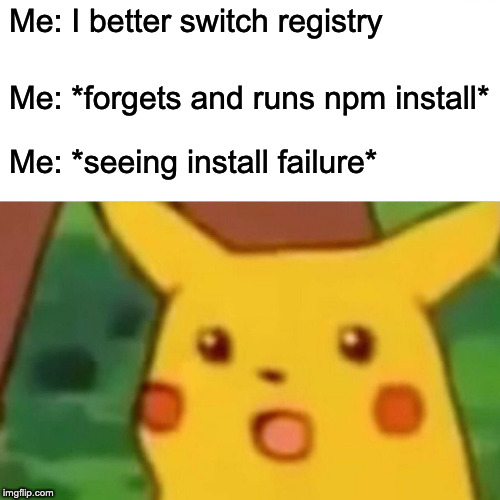 Me: I better switch registry
Me: *forgets and runs npm install*
Me: *seeing install failure*
imgflip.com